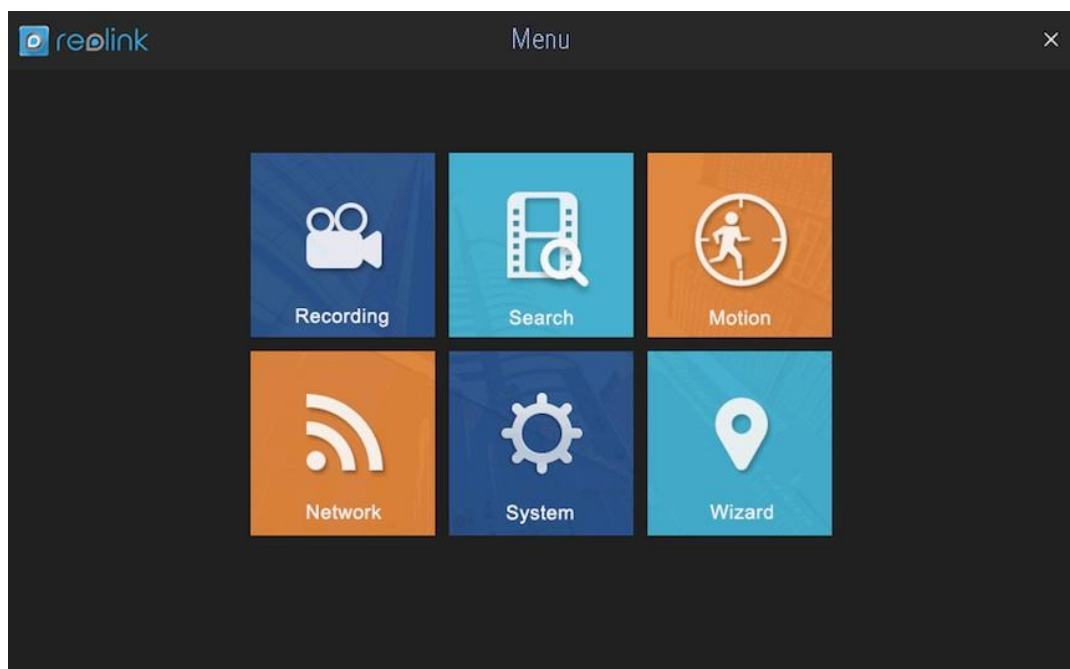 reolink
Menu
Recording
Search
Motion
Network
System
Wizard